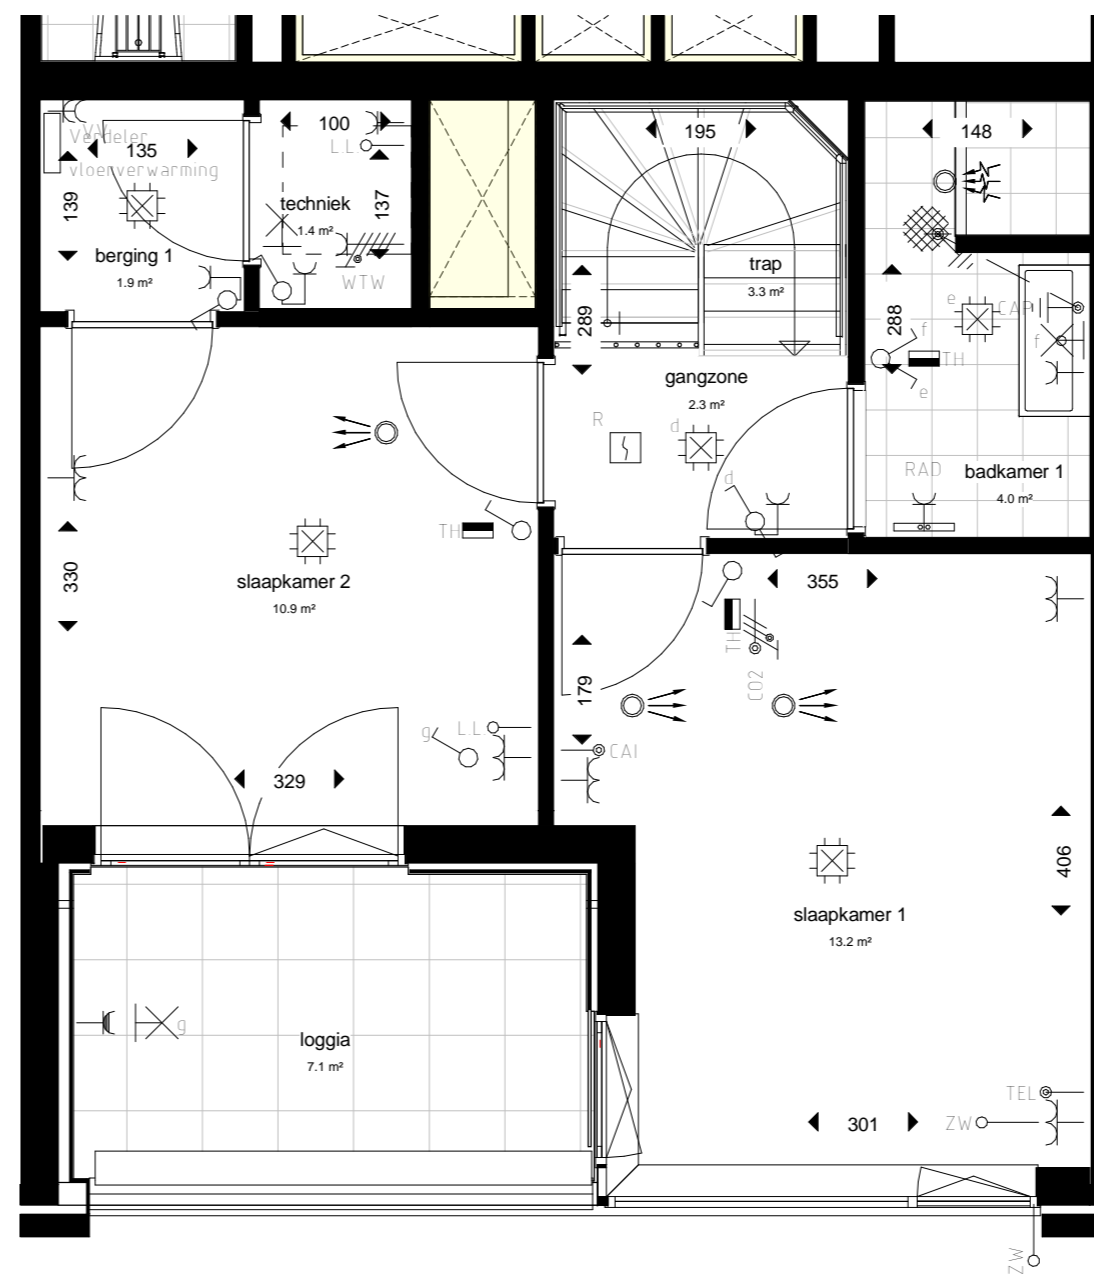 100
195
148
Verdeler
VV
135
L.L.
vloerverwarming
139
techniek
1.4 m²
137
berging 1
1.9 m²
WTW
trap
3.3 m²
289
288
e
CAP
f
f
TH
e
gangzone
2.3 m²
R
d
d
RAD
badkamer 1
4.0 m²
TH
330
slaapkamer 2
10.9 m²
355
TH
CO2
179
g
L.L.
CAI
329
406
slaapkamer 1
13.2 m²
g
loggia
7.1 m²
TEL
ZW
301
ZW